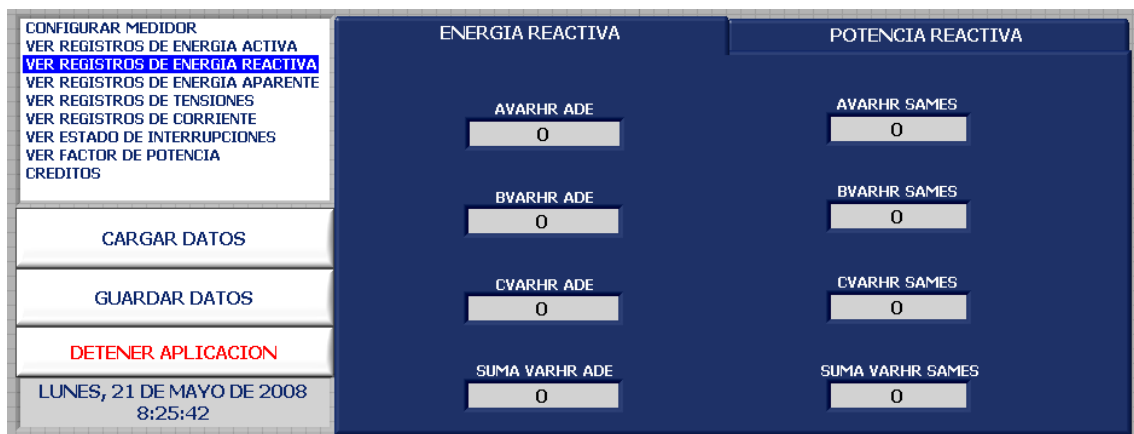 CONFIGURAR MEDIDOR
VER REGISTROS DE ENERGIA ACTIVA
VER REGISTROS DE ENERGIA REACTIVA
VER REGISTROS DE ENERGIA APARENTE
VER REGISTROS DE TENSIONES
VER REGISTROS DE CORRIENTE
VER ESTADO DE INTERRUPCIONES
VER FACTOR DE POTENCIA
CREDITOS
CARGAR DATOS
GUARDAR DATOS
DETENER APLICACION
LUNES, 21 DE MAYO DE 2008
8:25:42
ENERGIA REACTIVA
POTENCIA REACTIVA
AVARHR ADE
0
AVARHR SAMES
0
BVARHR ADE
0
BVARHR SAMES
0
CVARHR ADE
0
CVARHR SAMES
0
SUMA VARHR ADE
0
SUMA VARHR SAMES
0